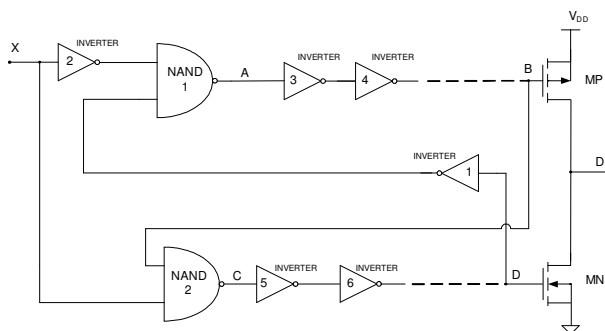 V_DD
X
INVERTER
2
NAND
1
A
INVERTER
3
INVERTER
4
B
MP
D
INVERTER
1
NAND
2
C
INVERTER
5
INVERTER
6
D
MN